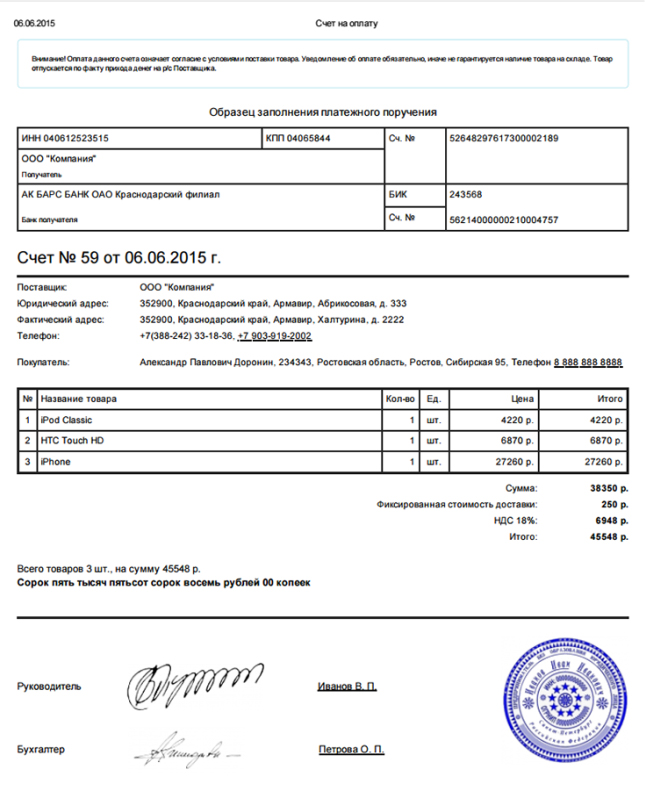 06.06.2015 Счет на оплату
Внимание! Оплата данного счета означает согласие с условиями поставки товара. Уведомление об оплате обязательно, иначе не гарантируется наличие товара на складе. Товар
отпускается по факту прихода денег на р/с Поставщика.
Образец заполнения платежного поручения
ИНН 040612523515 КПП 04065844 Сч. № 52648297617300002189
ООО "Компания"
Получатель
АК БАРС БАНК ОАО Краснодарский филиал БИК 243568
Банк получателя Сч. № 56214000000210004757
Счет № 59 от 06.06.2015 г.
Поставщик: ООО "Компания"
Юридический адрес: 352900, Краснодарский край, Армавир, Абрикосовая, д. 333
Фактический адрес: 352900, Краснодарский край, Армавир, Халтурина, д. 2222
Телефон: +7(388-242) 33-18-36, +7 903-919-2002
Покупатель: Александр Павлович Доронин, 234343, Ростовская область, Ростов, Сибирская 95, Телефон 8 888 888 8888
№ Название товара Кол-во Ед. Цена Итого
1 iPod Classic 1 шт. 4220 р. 4220 р.
2 HTC Touch HD 1 шт. 6870 р. 6870 р.
3 iPhone 1 шт. 27260 р. 27260 р.
Сумма: 38350 р.
Фиксированная стоимость доставки: 250 р.
НДС 18%: 6948 р.
Итого: 45548 р.
Всего товаров 3 шт., на сумму 45548 р.
Сорок пять тысяч пятьсот сорок восемь рублей 00 копеек
Руководитель Иванов В. П.
Бухгалтер Петрова О. П.
Иванов Иван Иванович
Санкт-Петербург
Российская Федерация